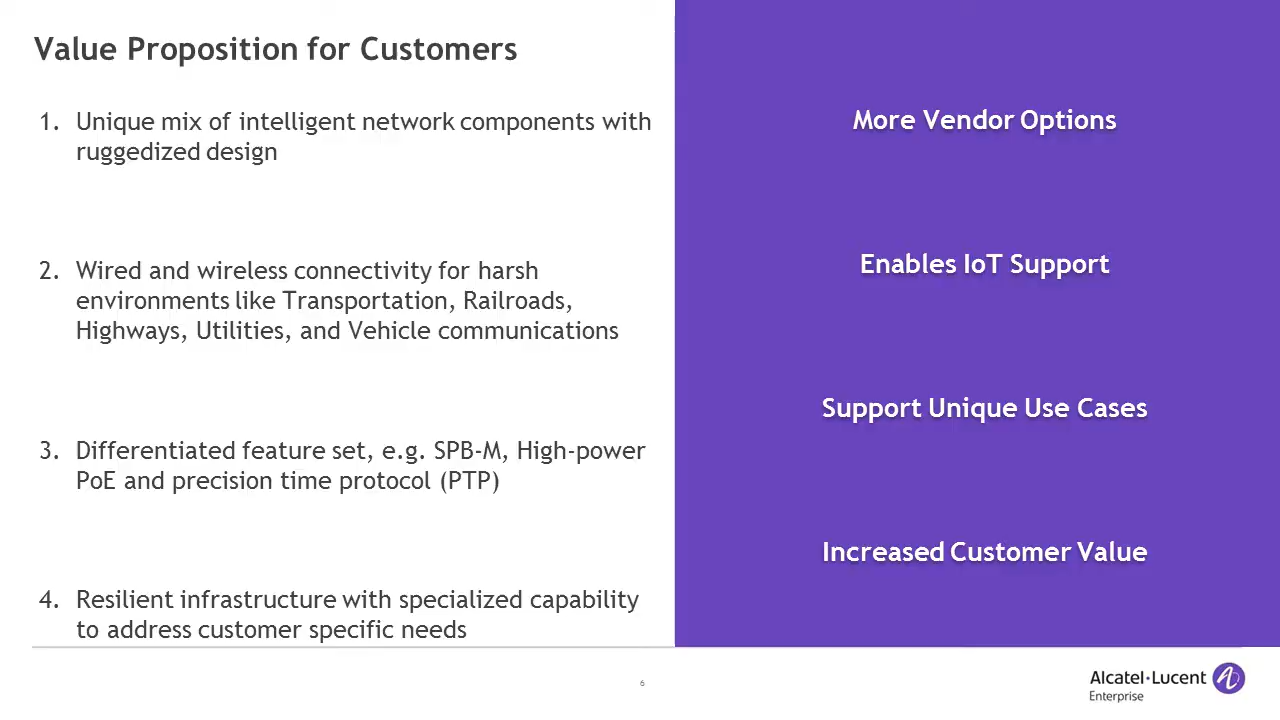 Value Proposition for Customers
1. Unique mix of intelligent network components with
ruggedized design
2. Wired and wireless connectivity for harsh
environments like Transportation, Railroads,
Highways, Utilities, and Vehicle communications
3. Differentiated feature set, e.g. SPB-M, High-power
PoE and precision time protocol (PTP)
4. Resilient infrastructure with specialized capability
to address customer specific needs
More Vendor Options
Enables IoT Support
Support Unique Use Cases
Increased Customer Value
6
Alcatel·Lucent
Enterprise